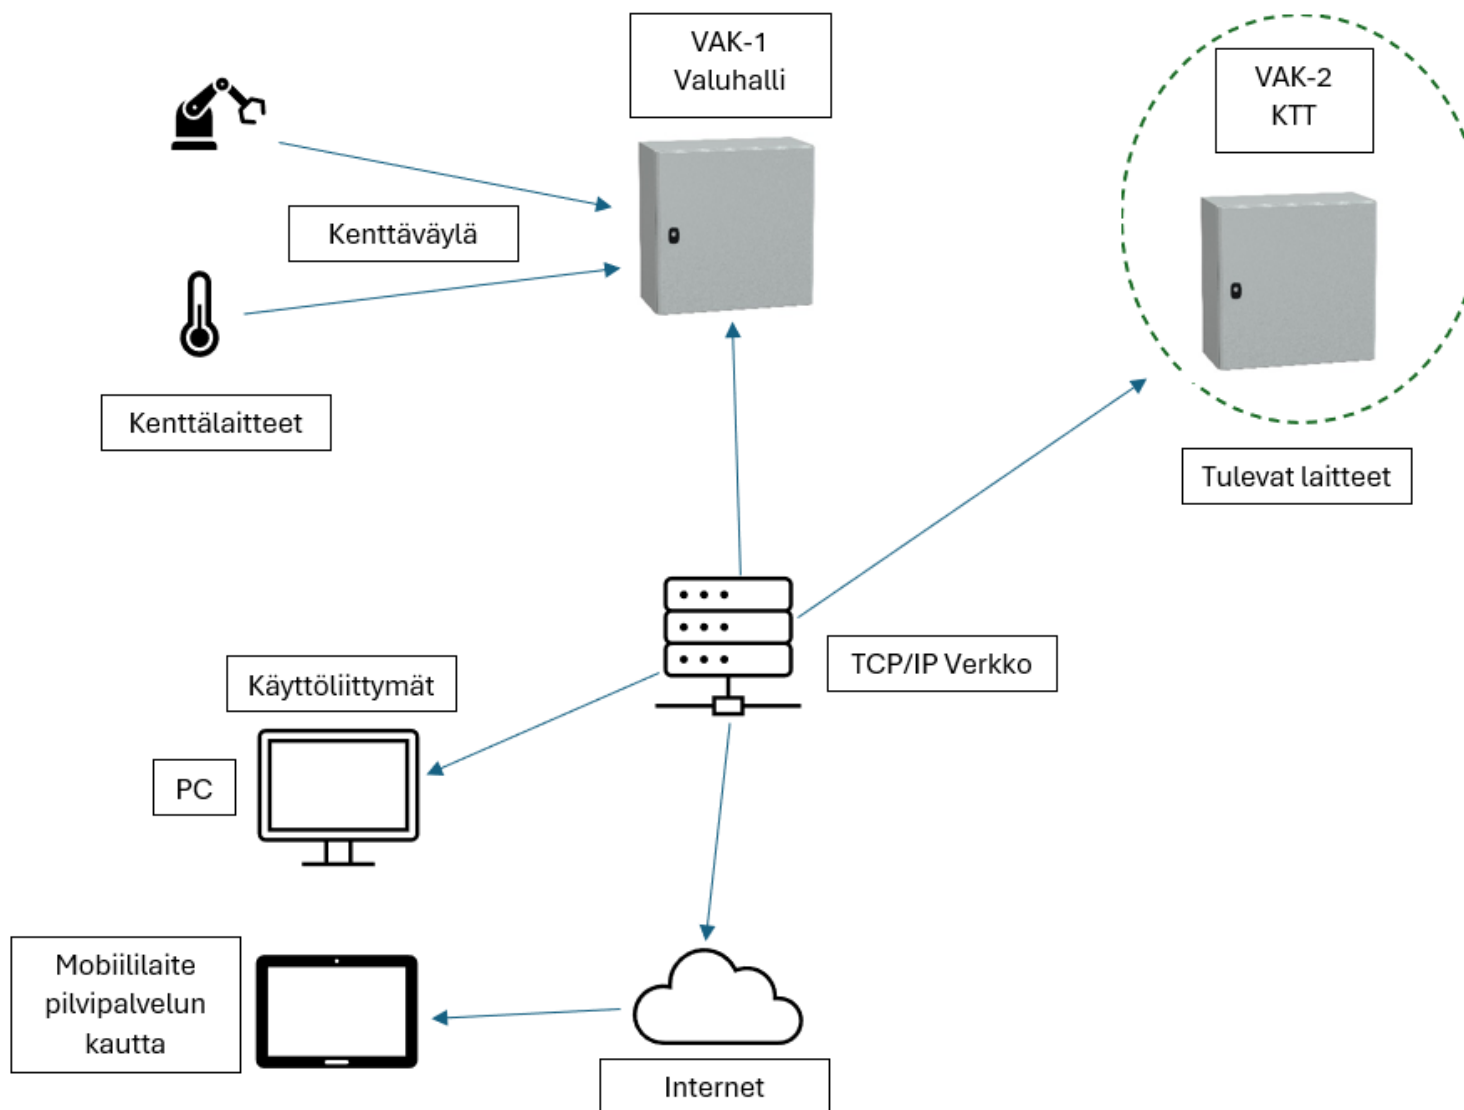 VAK-1
Valuhalli
VAK-2
KTT
Kenttäväylä
Kenttälaitteet
Tulevat laitteet
TCP/IP Verkko
Käyttöliittymät
PC
Mobiililaite
pilvipalvelun
kautta
Internet